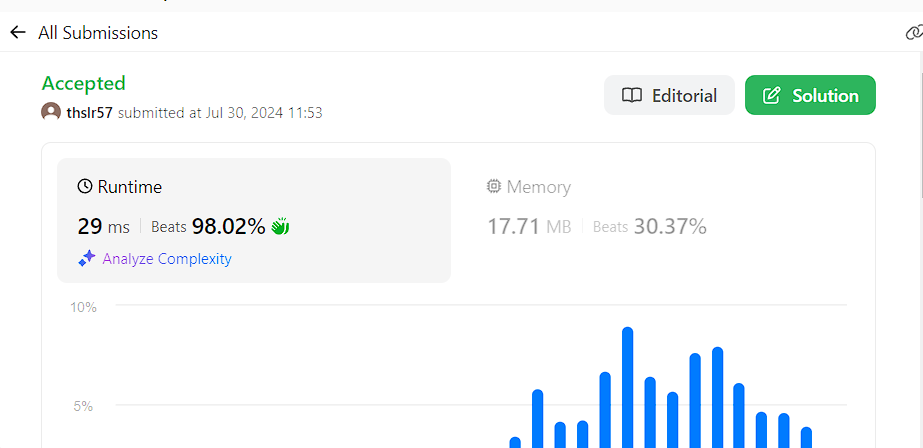 All Submissions
Accepted
Editorial
Solution
thslr57 submitted at Jul 30, 2024 11:53
Runtime
29 ms Beats 98.02%
Analyze Complexity
Memory
17.71 MB Beats 30.37%
10%
5%